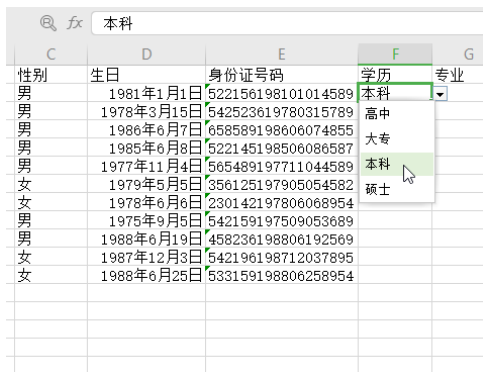 fx 本科
C D E F G
性别 生日 身份证号码 学历 专业
男 1981年1月1日 522156198101014589 本科
男 1978年3月15日 542523619780315789 高中
男 1986年6月7日 658589198606074855 大专
男 1985年6月8日 522145198506086587
男 1977年11月4日 565489197711044589 本科
女 1979年5月5日 356125197905054582 硕士
女 1978年6月6日 230142197806068954
男 1975年9月5日 542159197509053689
男 1988年6月19日 458236198806192569
女 1987年12月3日 542196198712037895
女 1988年6月25日 533159198806258954